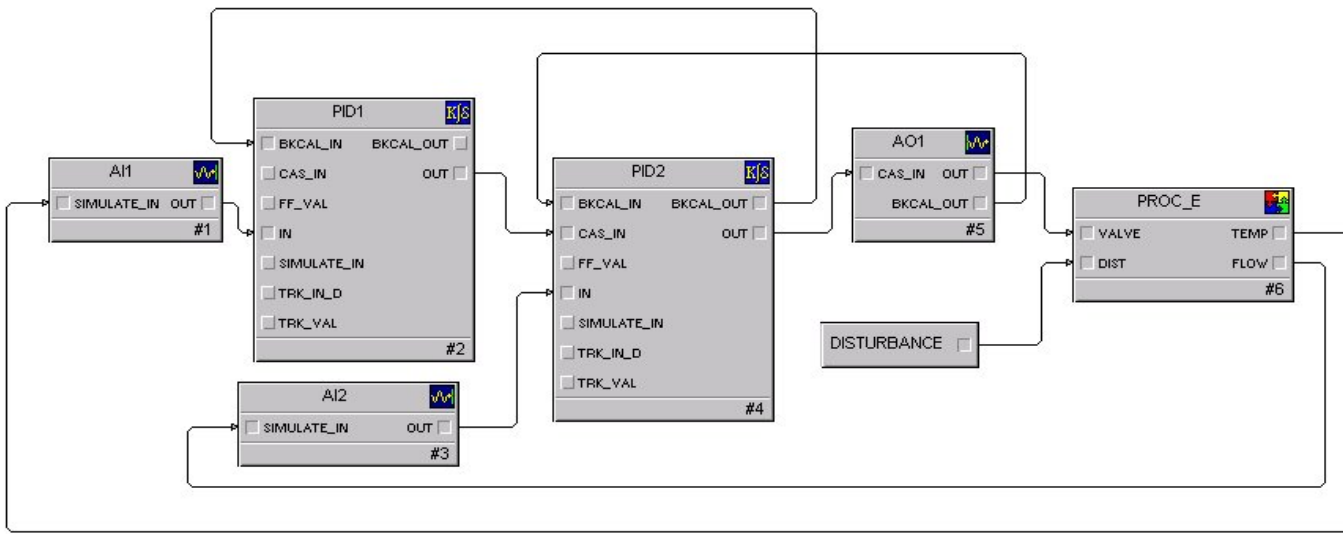 PID1
BKCAL_IN BKCAL_OUT
CAS_IN OUT
FF_VAL
IN
SIMULATE_IN
TRK_IN_D
TRK_VAL
#2
AI1
SIMULATE_IN OUT
#1
PID2
BKCAL_IN BKCAL_OUT
CAS_IN OUT
FF_VAL
IN
SIMULATE_IN
TRK_IN_D
TRK_VAL
#4
AO1
CAS_IN OUT
BKCAL_OUT
#5
PROC_E
VALVE TEMP
DIST FLOW
#6
DISTURBANCE
AI2
SIMULATE_IN OUT
#3